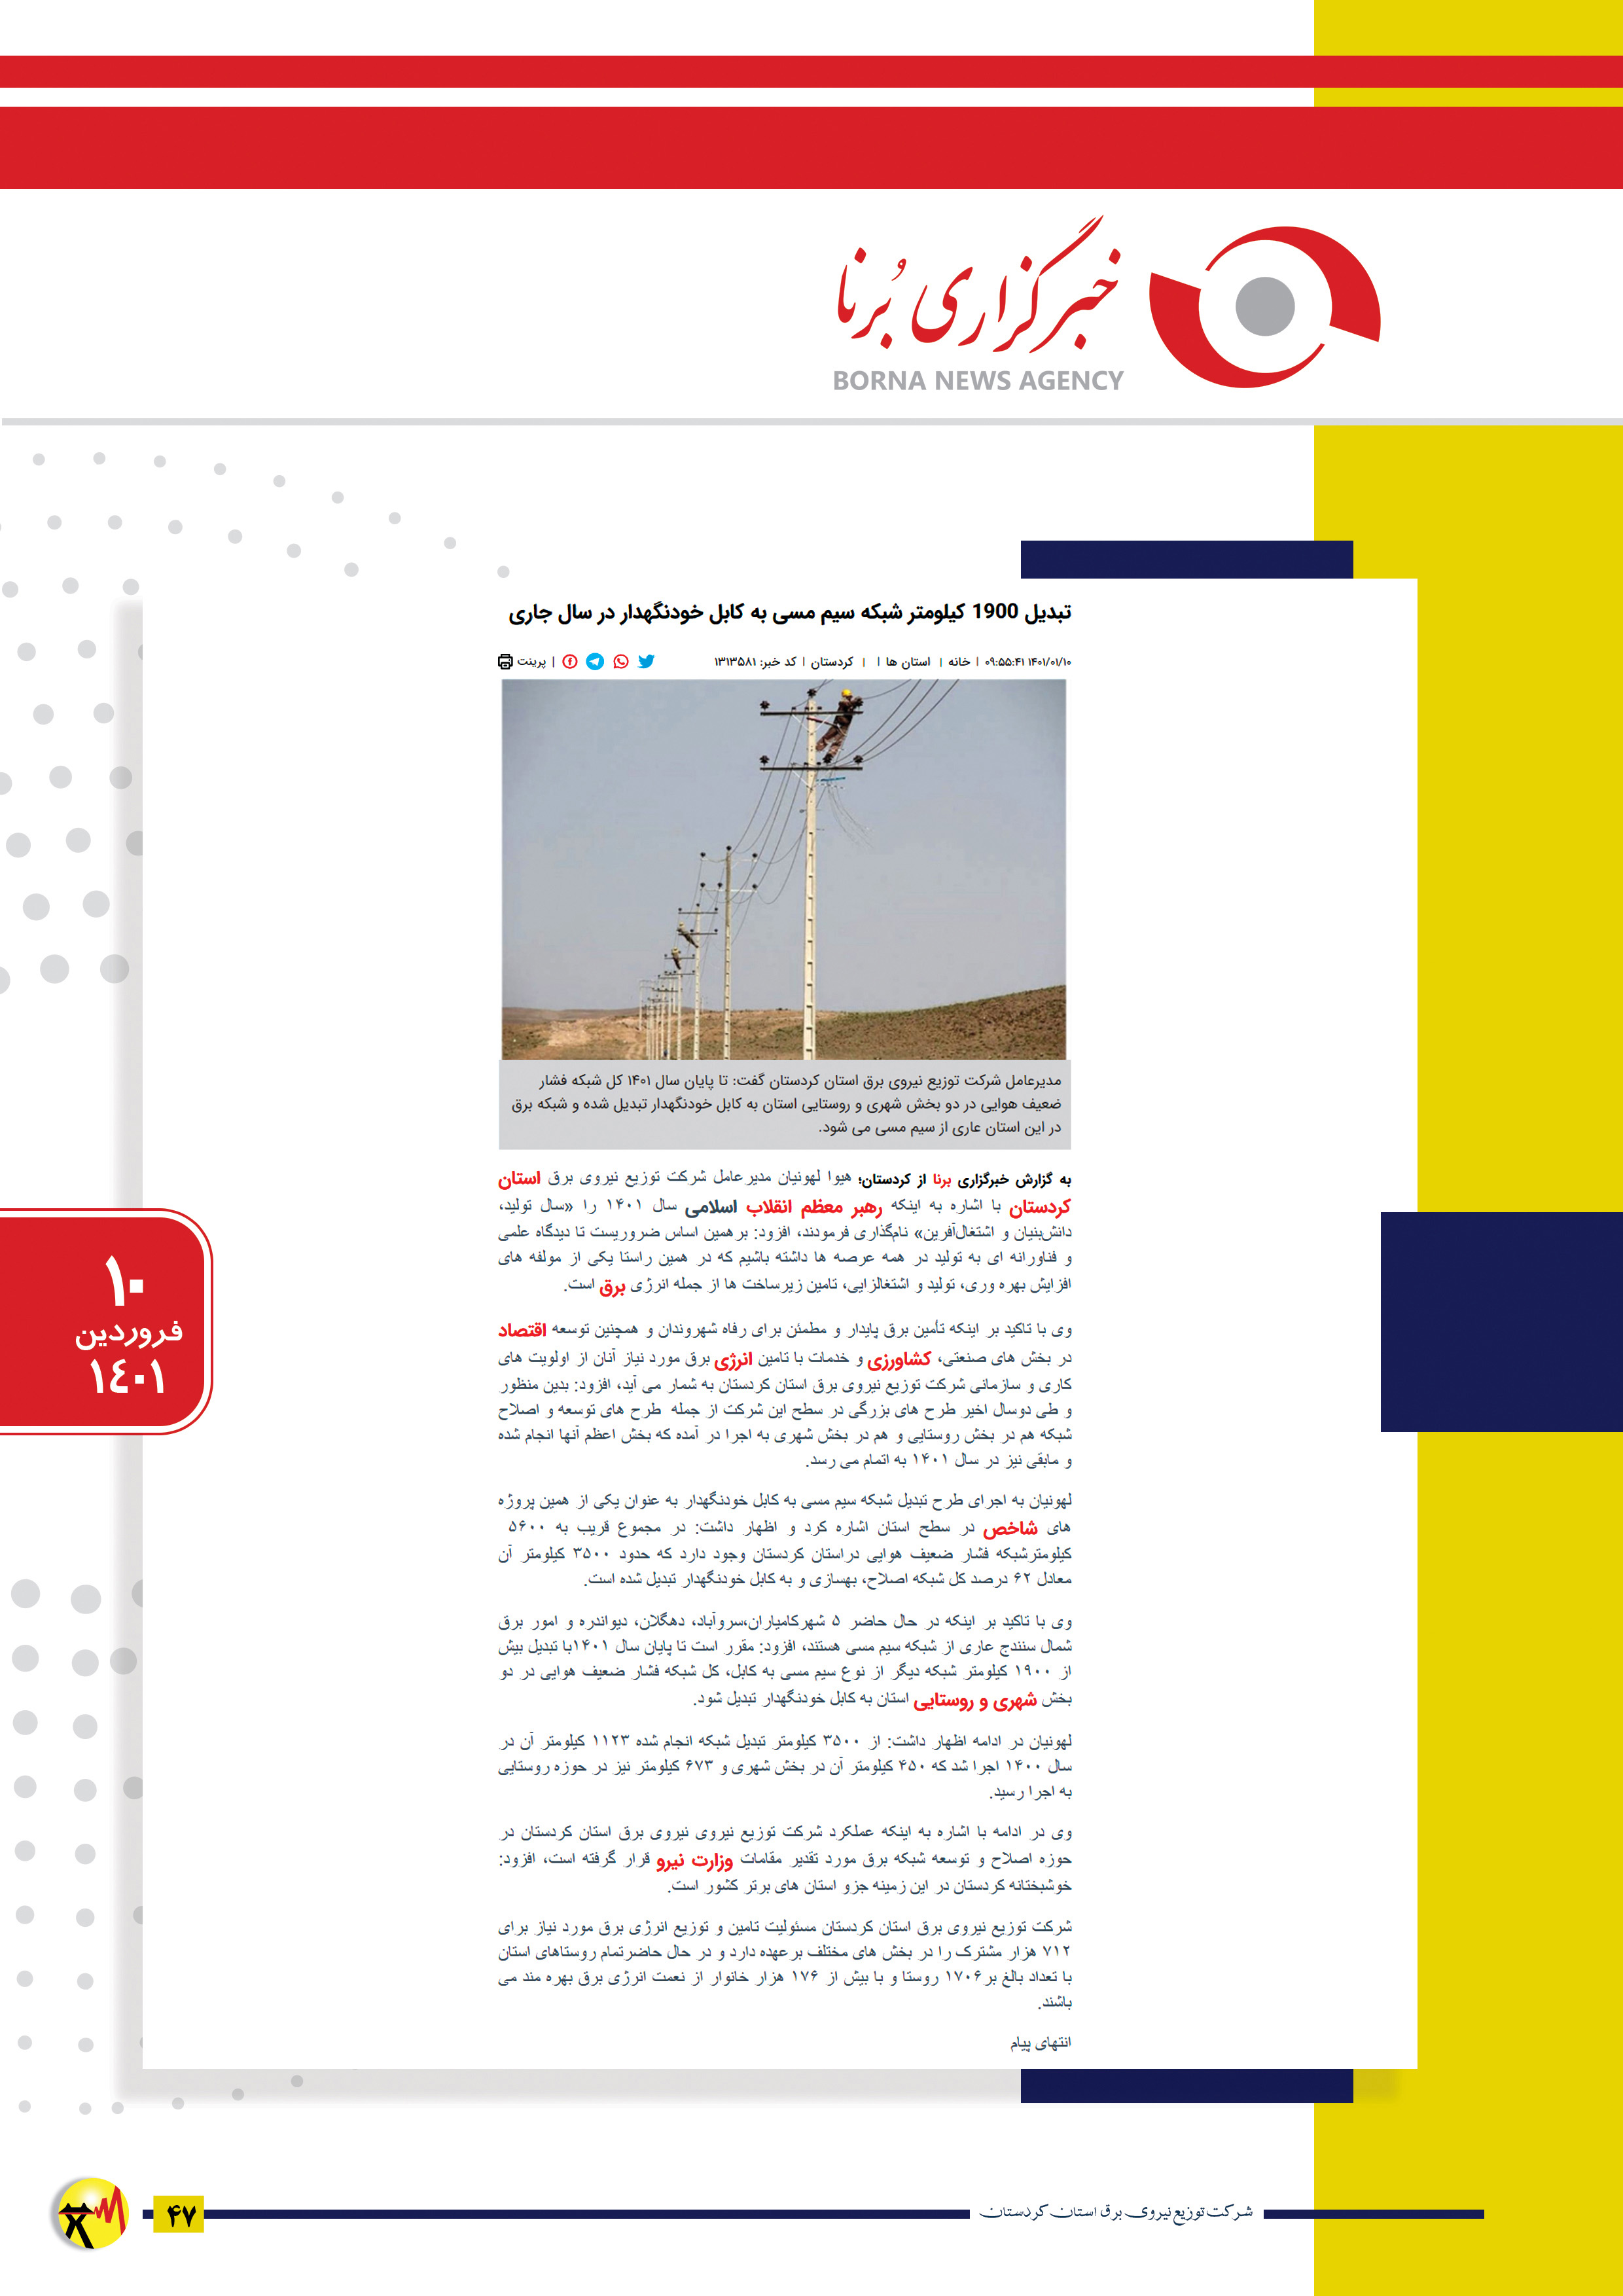 خبرگزاری بُرنا
BORNA NEWS AGENCY
تبدیل 1900 کیلومتر شبکه سیم مسی به کابل خودنگهدار در سال جاری
۱۴۰۱/۰۱/۱۰ ۰۹:۵۵:۴۱ | خانه | استان ها | | کردستان | کد خبر: ۱۳۱۳۵۸۱
| پرینت
مدیرعامل شرکت توزیع نیروی برق استان کردستان گفت: تا پایان سال ۱۴۰۱ کل شبکه فشار
ضعیف هوایی در دو بخش شهری و روستایی استان به کابل خودنگهدار تبدیل شده و شبکه برق
در این استان عاری از سیم مسی می شود.
به گزارش خبرگزاری برنا از کردستان؛ هیوا لهونیان مدیرعامل شرکت توزیع نیروی برق استان
کردستان با اشاره به اینکه رهبر معظم انقلاب اسلامی سال ۱۴۰۱ را «سال تولید،
دانش‌بنیان و اشتغال‌آفرین» نام‌گذاری فرمودند، افزود: برهمین اساس ضروریست تا دیدگاه علمی
و فناورانه ای به تولید در همه عرصه ها داشته باشیم که در همین راستا یکی از مولفه های
افزایش بهره وری، تولید و اشتغالزایی، تامین زیرساخت ها از جمله انرژی برق است.
وی با تاکید بر اینکه تأمین برق پایدار و مطمئن برای رفاه شهروندان و همچنین توسعه اقتصاد
در بخش های صنعتی، کشاورزی و خدمات با تامین انرژی برق مورد نیاز آنان از اولویت های
کاری و سازمانی شرکت توزیع نیروی برق استان کردستان به شمار می آید، افزود: بدین منظور
و طی دوسال اخیر طرح های بزرگی در سطح این شرکت از جمله طرح های توسعه و اصلاح
شبکه هم در بخش روستایی و هم در بخش شهری به اجرا در آمده که بخش اعظم آنها انجام شده
و مابقی نیز در سال ۱۴۰۱ به اتمام می رسد.
لهونیان به اجرای طرح تبدیل شبکه سیم مسی به کابل خودنگهدار به عنوان یکی از همین پروژه
های شاخص در سطح استان اشاره کرد و اظهار داشت: در مجموع قریب به ۵۶۰۰
کیلومترشبکه فشار ضعیف هوایی دراستان کردستان وجود دارد که حدود ۳۵۰۰ کیلومتر آن
معادل ۶۲ درصد کل شبکه اصلاح، بهسازی و به کابل خودنگهدار تبدیل شده است.
وی با تاکید بر اینکه در حال حاضر ۵ شهرکامیاران،سروآباد، دهگلان، دیواندره و امور برق
شمال سنندج عاری از شبکه سیم مسی هستند، افزود: مقرر است تا پایان سال ۱۴۰۱با تبدیل بیش
از ۱۹۰۰ کیلومتر شبکه دیگر از نوع سیم مسی به کابل، کل شبکه فشار ضعیف هوایی در دو
بخش شهری و روستایی استان به کابل خودنگهدار تبدیل شود.
لهونیان در ادامه اظهار داشت: از ۳۵۰۰ کیلومتر تبدیل شبکه انجام شده ۱۱۲۳ کیلومتر آن در
سال ۱۴۰۰ اجرا شد که ۴۵۰ کیلومتر آن در بخش شهری و ۶۷۳ کیلومتر نیز در حوزه روستایی
به اجرا رسید.
وی در ادامه با اشاره به اینکه عملکرد شرکت توزیع نیروی نیروی برق استان کردستان در
حوزه اصلاح و توسعه شبکه برق مورد تقدیر مقامات وزارت نیرو قرار گرفته است، افزود:
خوشبختانه کردستان در این زمینه جزو استان های برتر کشور است.
شرکت توزیع نیروی برق استان کردستان مسئولیت تامین و توزیع انرژی برق مورد نیاز برای
۷۱۲ هزار مشترک را در بخش های مختلف برعهده دارد و در حال حاضرتمام روستاهای استان
با تعداد بالغ بر۱۷۰۶ روستا و با بیش از ۱۷۶ هزار خانوار از نعمت انرژی برق بهره مند می
باشند.
انتهای پیام
۱۰
فروردین
۱٤۰۱
شرکت توزیع نیروی برق استان کردستان
۴۷